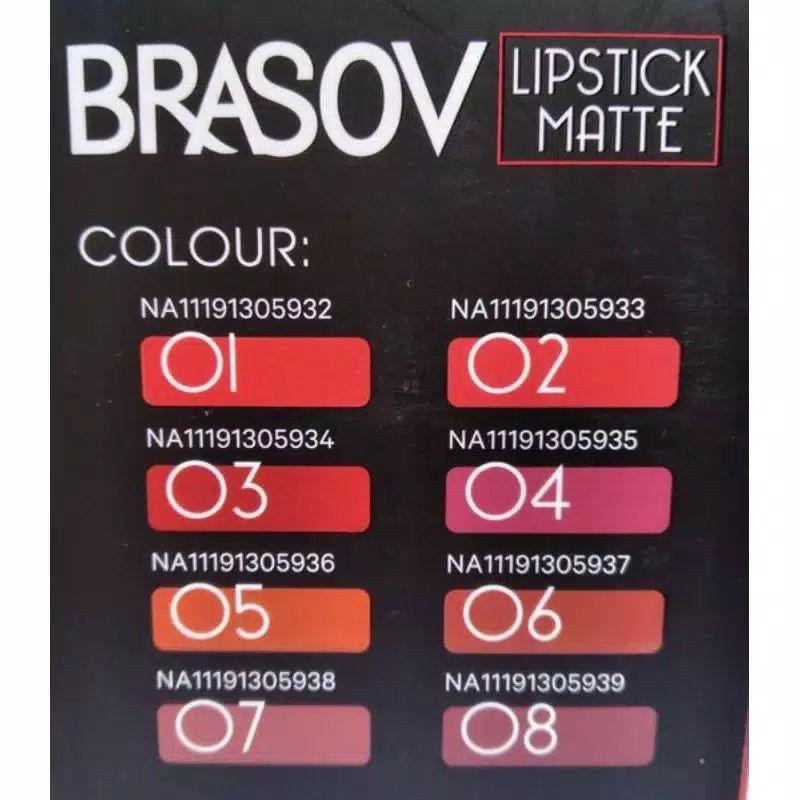 BRASOV LIPSTICK
MATTE
COLOUR:
NA11191305932 NA11191305933
01 02
NA11191305934 NA11191305935
03 04
NA11191305936 NA11191305937
05 06
NA11191305938 NA11191305939
07 08